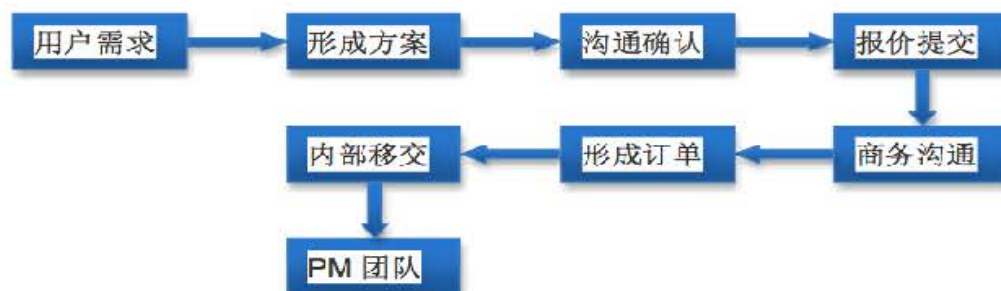 用户需求
形成方案
沟通确认
报价提交
商务沟通
形成订单
内部移交
PM 团队